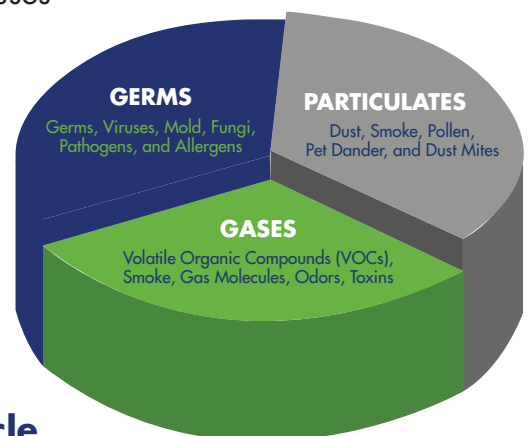 GERMS
Germs, Viruses, Mold, Fungi,
Pathogens, and Allergens
PARTICULATES
Dust, Smoke, Pollen,
Pet Dander, and Dust Mites
GASES
Volatile Organic Compounds (VOCs),
Smoke, Gas Molecules, Odors, Toxins